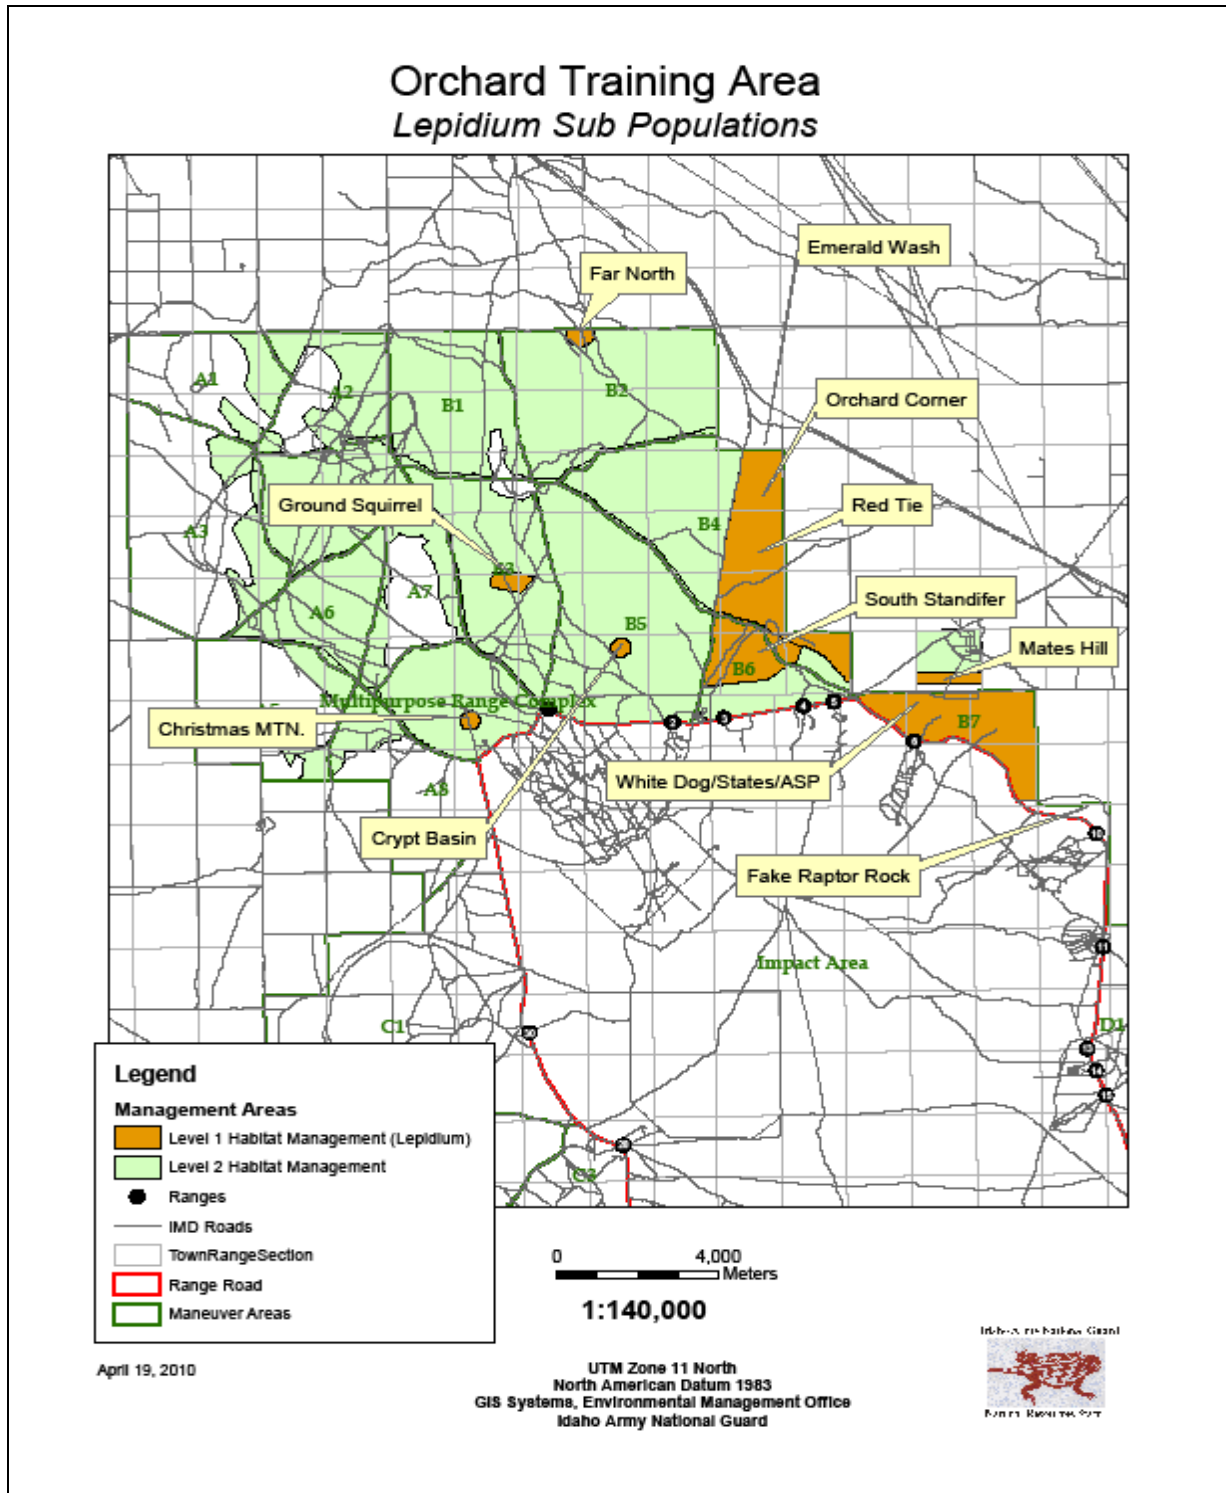 Orchard Training Area
Lepidium Sub Populations
Emerald Wash
Far North
A1
A2
B1
B2
Orchard Corner
Ground Squirrel
Red Tie
A3
B4
A7
A6
B5
South Standifer
Mates Hill
B6
Multipurpose Range Complex
Christmas MTN.
B7
White Dog/States/ASP
A8
Crypt Basin
Fake Raptor Rock
Impact Area
C1
D1
C3
Legend
Management Areas
Level 1 Habitat Management (Lepidium)
Level 2 Habitat Management
Ranges
IMD Roads
TownRangeSection
Range Road
Maneuver Areas
0 4,000
Meters
1:140,000
April 19, 2010
UTM Zone 11 North
North American Datum 1983
GIS Systems, Environmental Management Office
Idaho Army National Guard